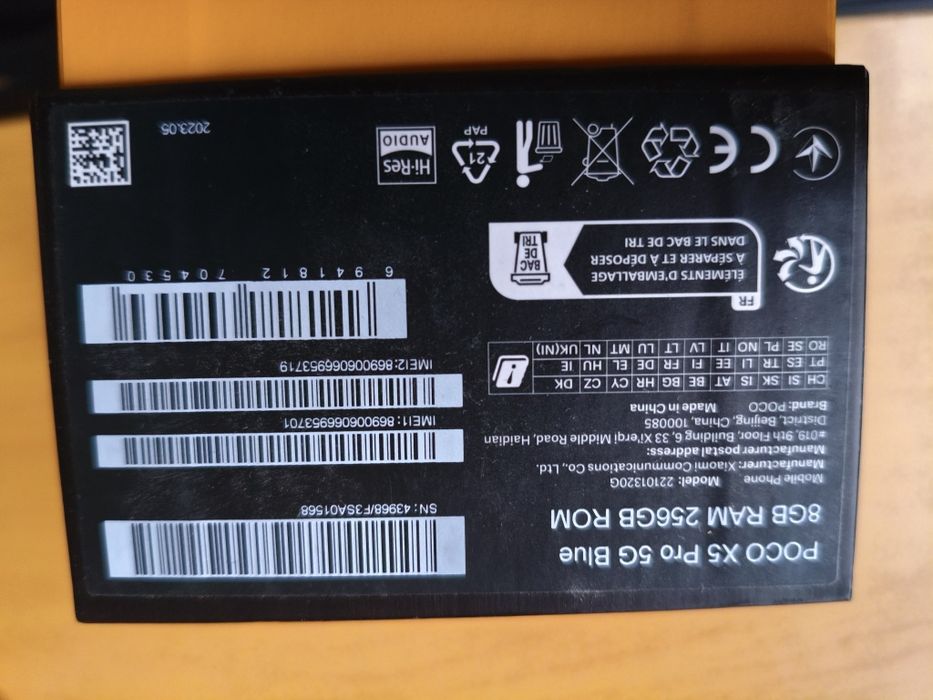 POCO X5 Pro 5G Blue
8GB RAM 256GB ROM
Mobile Phone Model: 22101320G
Manufacturer: Xiaomi Communications Co., Ltd.
Manufacturer postal address:
#019, 9th Floor, Building 6, 33 Xi'erqi Middle Road, Haidian
District, Beijing, China, 100085
Brand: POCO Made in China
CH SI SK IS AT BE BG HR CY CZ DK
PT ES TR LI EE FI FR DE EL HU IE
RO SE PL NO IT LV LT LU MT NL UK(NI)
FR
ÉLÉMENTS D'EMBALLAGE
À SÉPARER ET À DÉPOSER
DANS LE BAC DE TRI
BAC
DE
TRI
CE
21
PAP
Hi-Res
AUDIO
SN: 43968/F3SA01568
IMEI1: 869006066953701
IMEI2: 869006066953719
6 941812 704530
2023.05